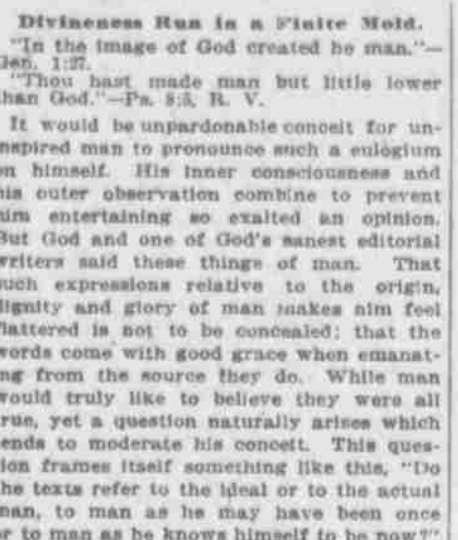 Divineness Run in a Finite Mold.
"In the image of God created he man."—
Gen. 1:27.
"Thou hast made man but little lower
than God."—Ps. 8:5, R. V.
It would be unpardonable conceit for un-
nspired man to pronounce such a eulogium
on himself. His inner consciousness and
his outer observation combine to prevent
him entertaining so exalted an opinion.
But God and one of God's sanest editorial
writers said these things of man. That
such expressions relative to the origin,
dignity and glory of man makes him feel
flattered is not to be concealed; that the
words come with good grace when emanat-
ng from the source they do. While man
would truly like to believe they were all
true, yet a question naturally arises which
tends to moderate his conceit. This ques-
tion frames itself something like this, "Do
the texts refer to the ideal or to the actual
man, to man as he may have been once
or to man as he knows himself to be now?"